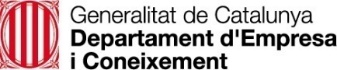 Generalitat de Catalunya
Departament d'Empresa
i Coneixement